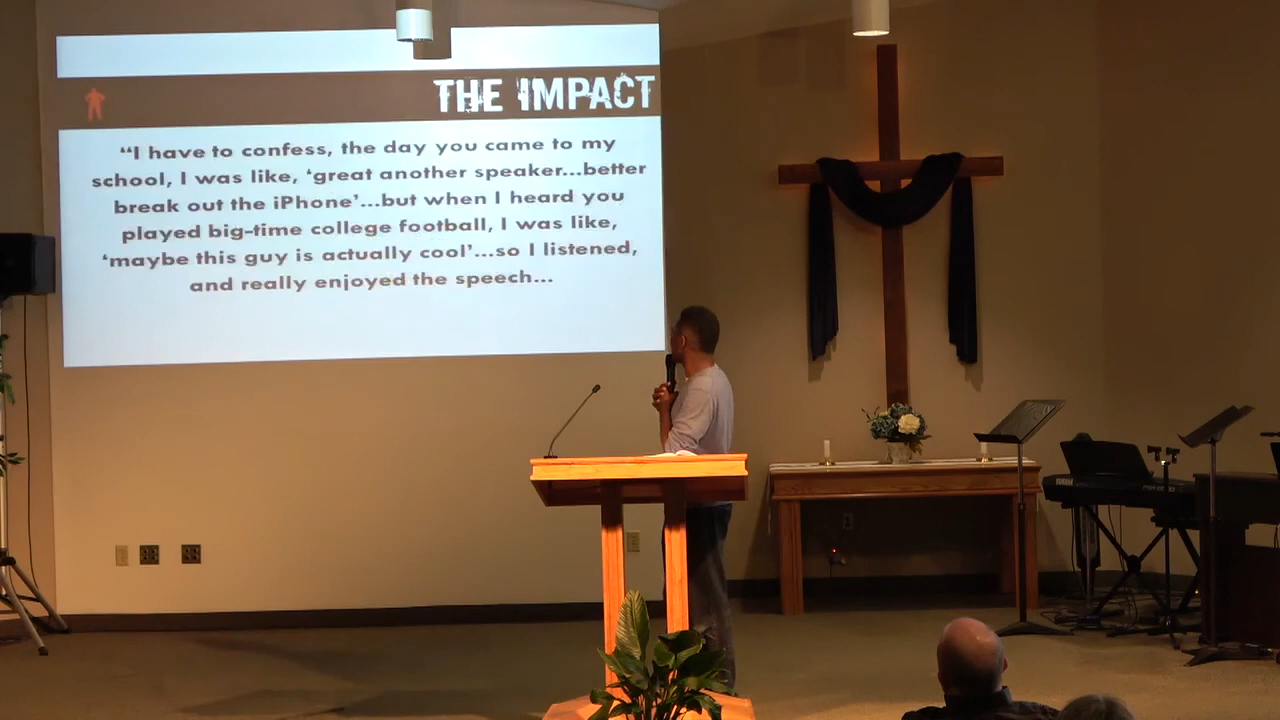 THE IMPACT
“I have to confess, the day you came to my
school, I was like, ‘great another speaker...better
break out the iPhone’...but when I heard you
played big-time college football, I was like,
‘maybe this guy is actually cool’...so I listened,
and really enjoyed the speech...